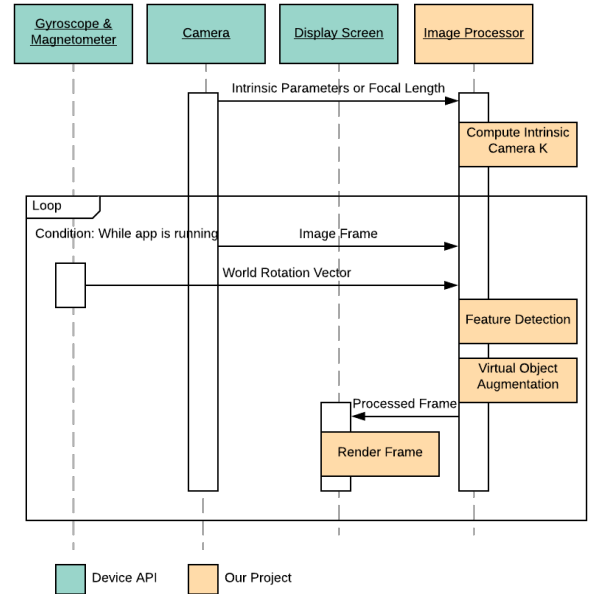 Gyroscope &
Magnetometer
Camera
Display Screen
Image Processor
Intrinsic Parameters or Focal Length
Compute Intrinsic
Camera K
Loop
Condition: While app is running
Image Frame
World Rotation Vector
Feature Detection
Virtual Object
Augmentation
Processed Frame
Render Frame
Device API
Our Project